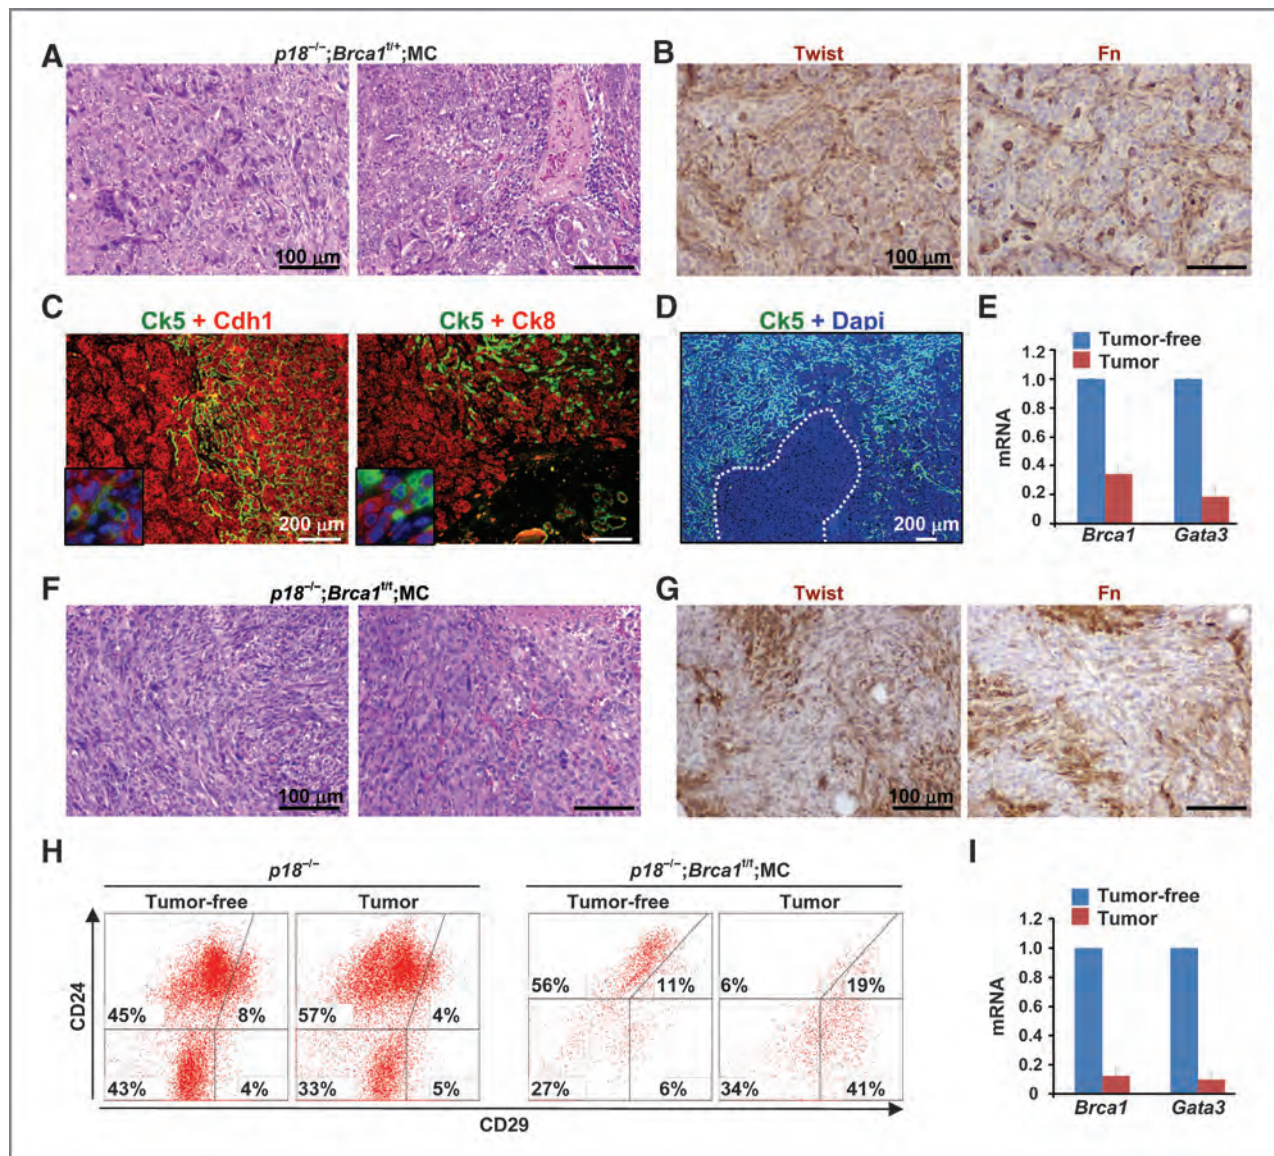 A
p18⁻/⁻;Brca1ᶠ/⁺;MC
100 μm
B
Twist
Fn
C
Ck5 + Cdh1
Ck5 + Ck8
200 μm
D
Ck5 + Dapi
200 μm
E
Tumor-free
Tumor
mRNA
1.2
1.0
0.8
0.6
0.4
0.2
0
Brca1
Gata3
F
p18⁻/⁻;Brca1ᶠ/ᶠ;MC
100 μm
G
Twist
Fn
100 μm
H
p18⁻/⁻
p18⁻/⁻;Brca1ᶠ/ᶠ;MC
Tumor-free
Tumor
Tumor-free
Tumor
CD24
45%
8%
57%
4%
56%
11%
6%
19%
43%
4%
33%
5%
27%
6%
34%
41%
CD29
I
Tumor-free
Tumor
mRNA
1.2
1.0
0.8
0.6
0.4
0.2
0
Brca1
Gata3